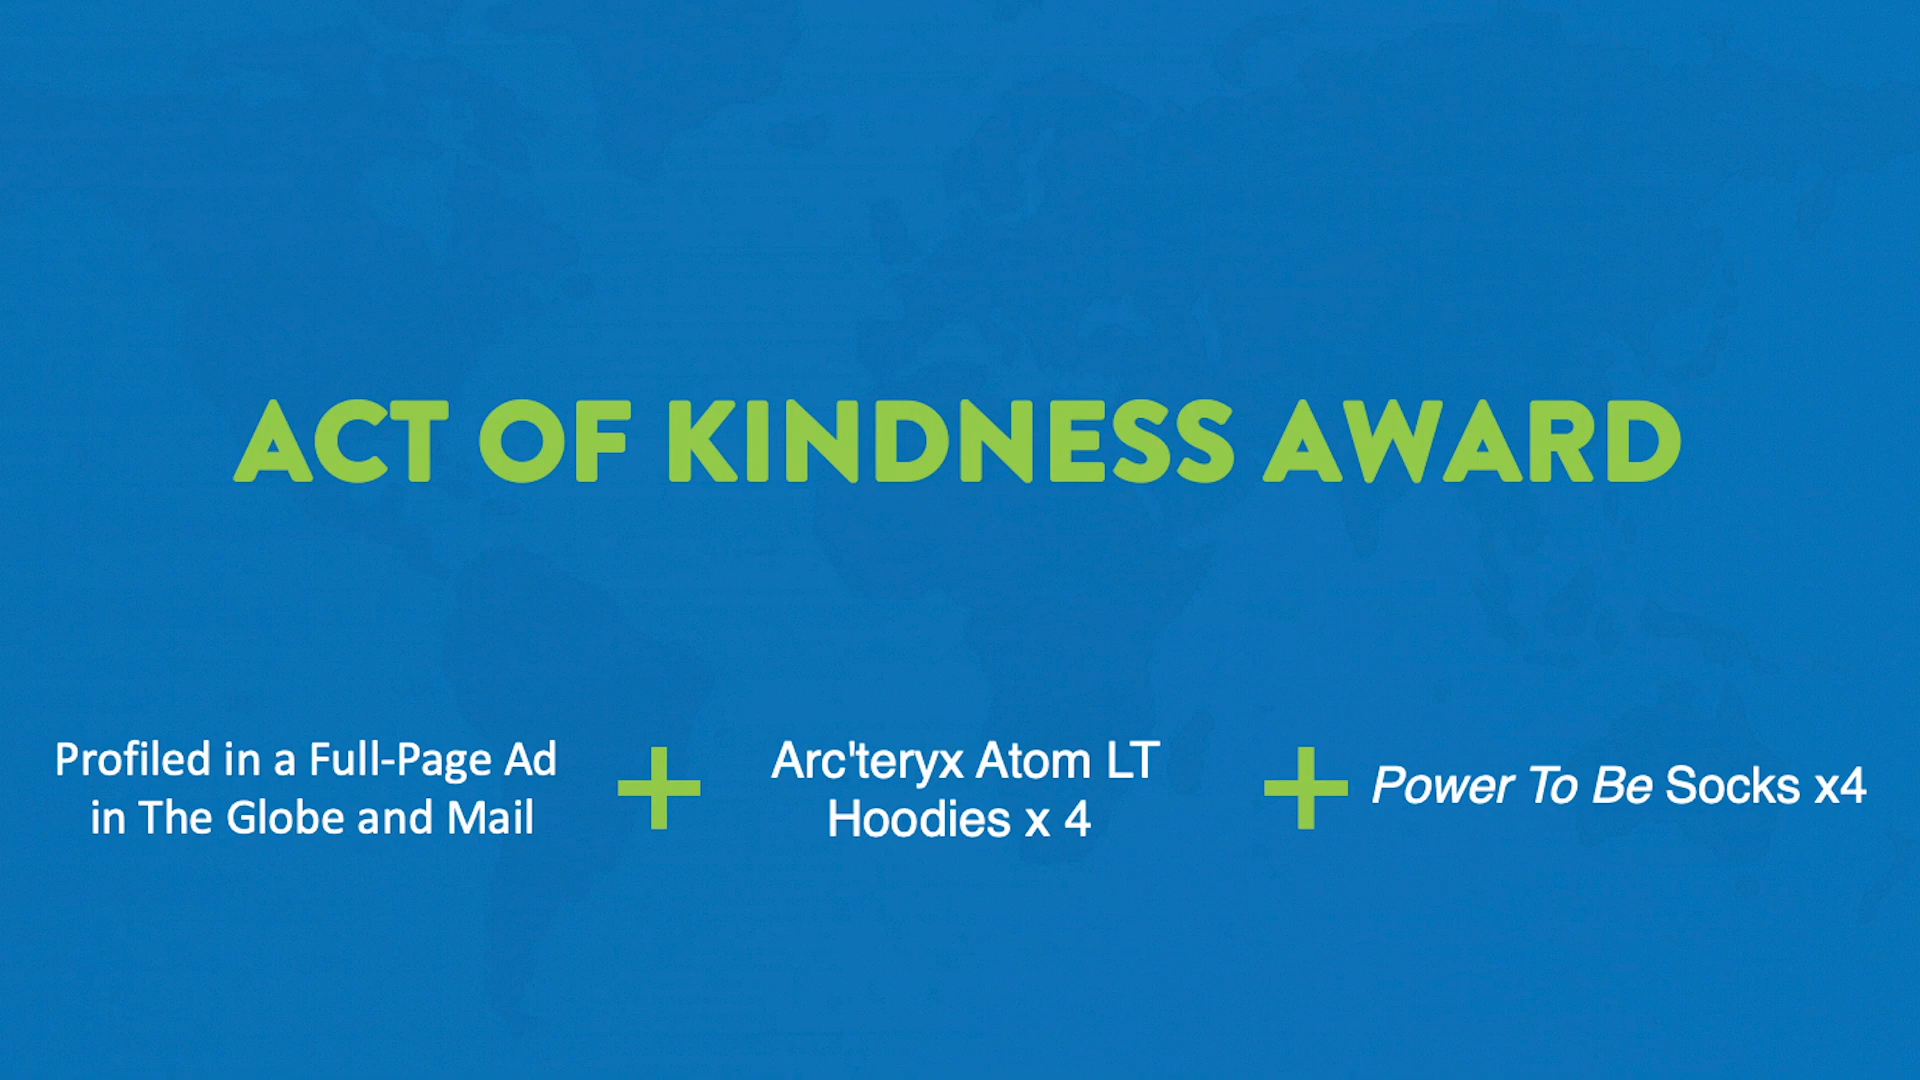 ACT OF KINDNESS AWARD
Profiled in a Full-Page Ad
in The Globe and Mail
+
Arc'teryx Atom LT
Hoodies x 4
+
Power To Be Socks x4